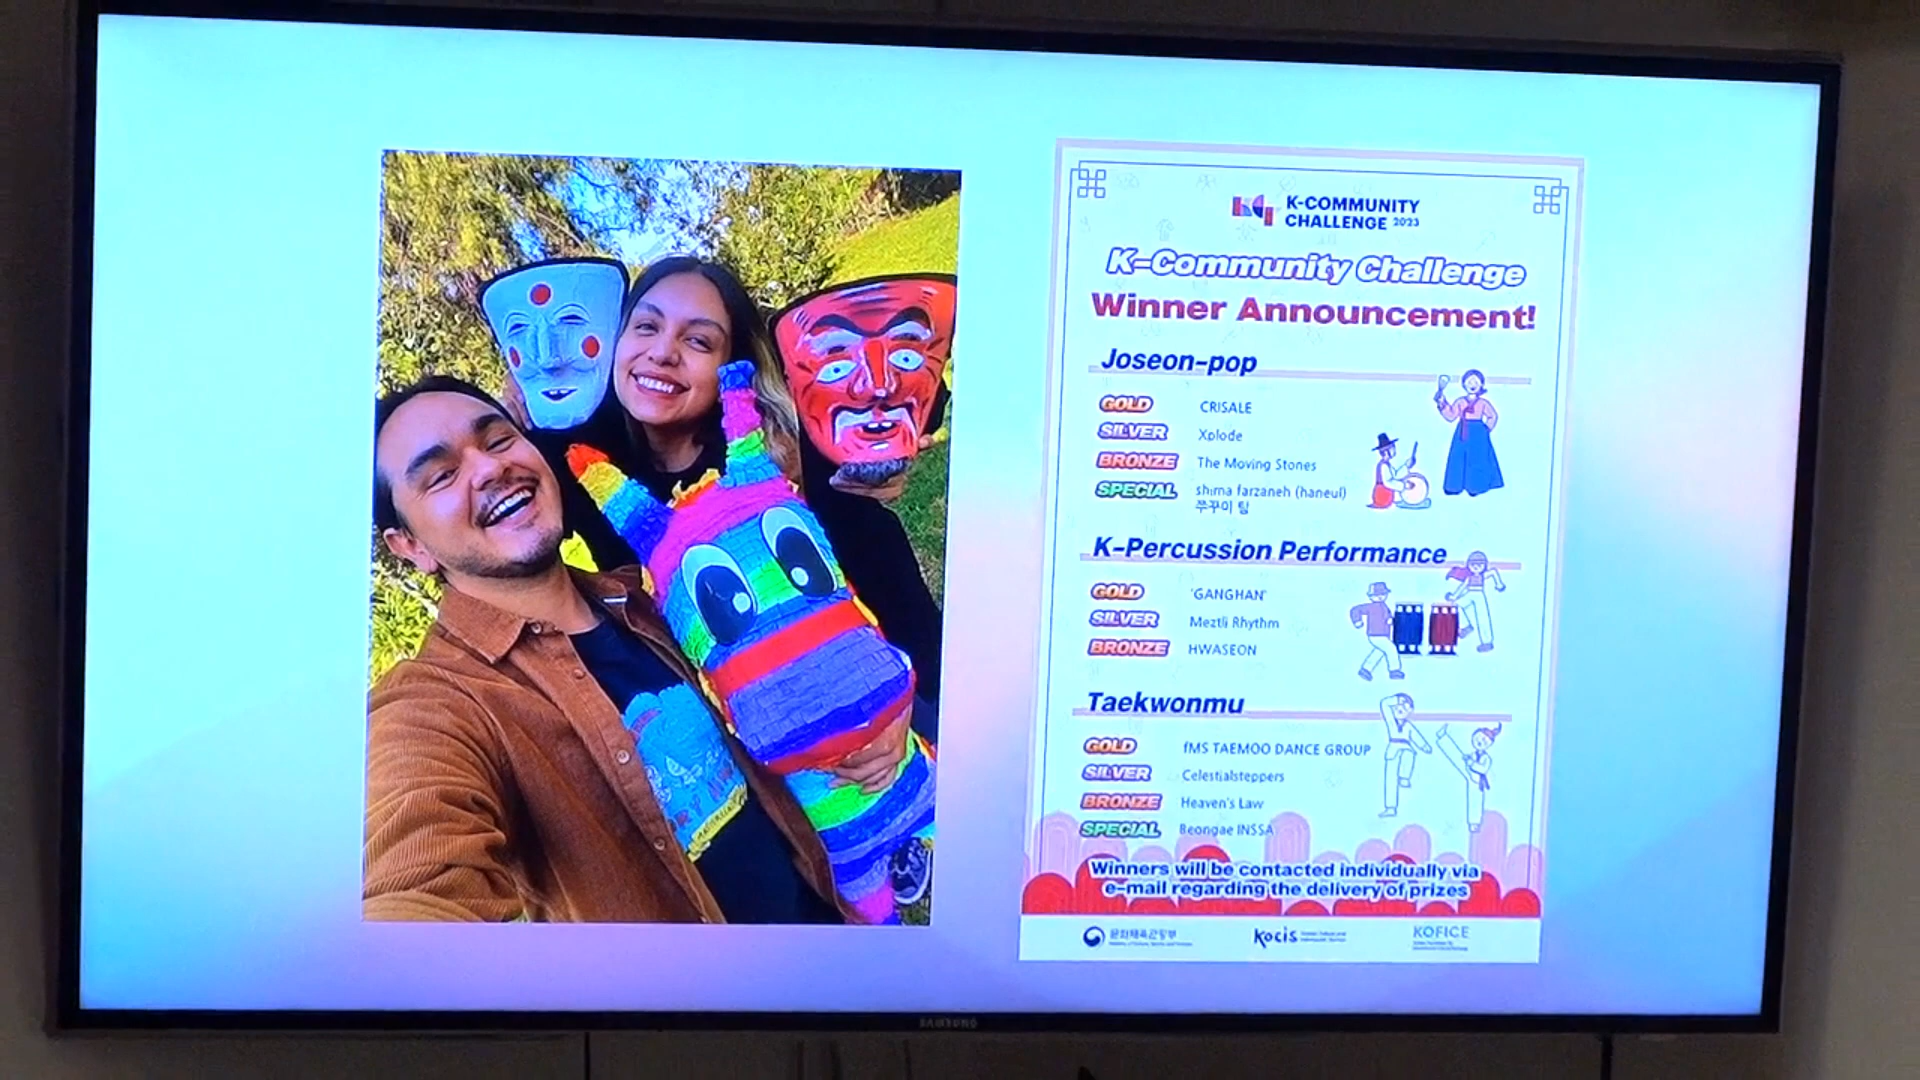 K-COMMUNITY
CHALLENGE 2023
K-Community Challenge
Winner Announcement!
Joseon-pop
GOLD CRISALE
SILVER Xplode
BRONZE The Moving Stones
SPECIAL shima farzaneh (haneul)
쭈꾸이 탐
K-Percussion Performance
GOLD 'GANGHAN'
SILVER Meztli Rhythm
BRONZE HWASEON
Taekwonmu
GOLD fMS TAEMOO DANCE GROUP
SILVER Celestialsteppers
BRONZE Heaven's Law
SPECIAL Beongae INSSA
Winners will be contacted individually via
e-mail regarding the delivery of prizes
문화체육관광부
Kocis
KOFICE
SAMSUNG